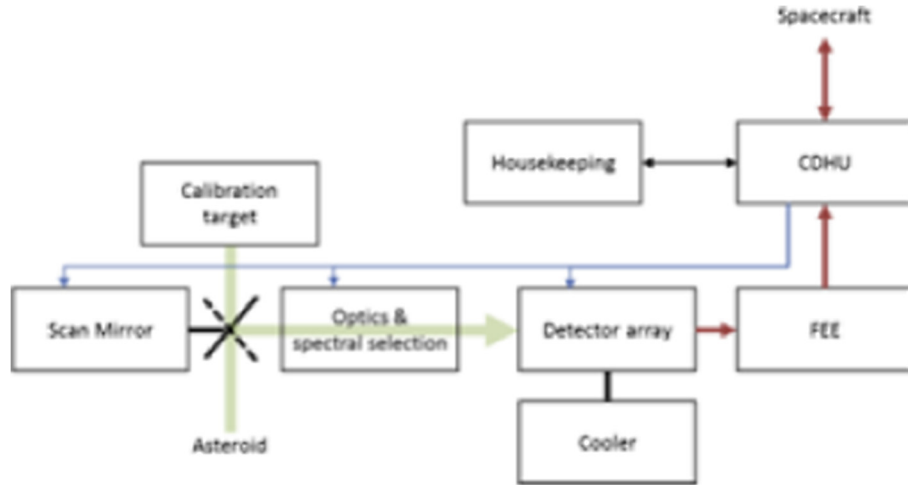 Spacecraft
Housekeeping
CDHU
Calibration
target
Scan Mirror
Optics &
spectral selection
Detector array
FEE
Asteroid
Cooler